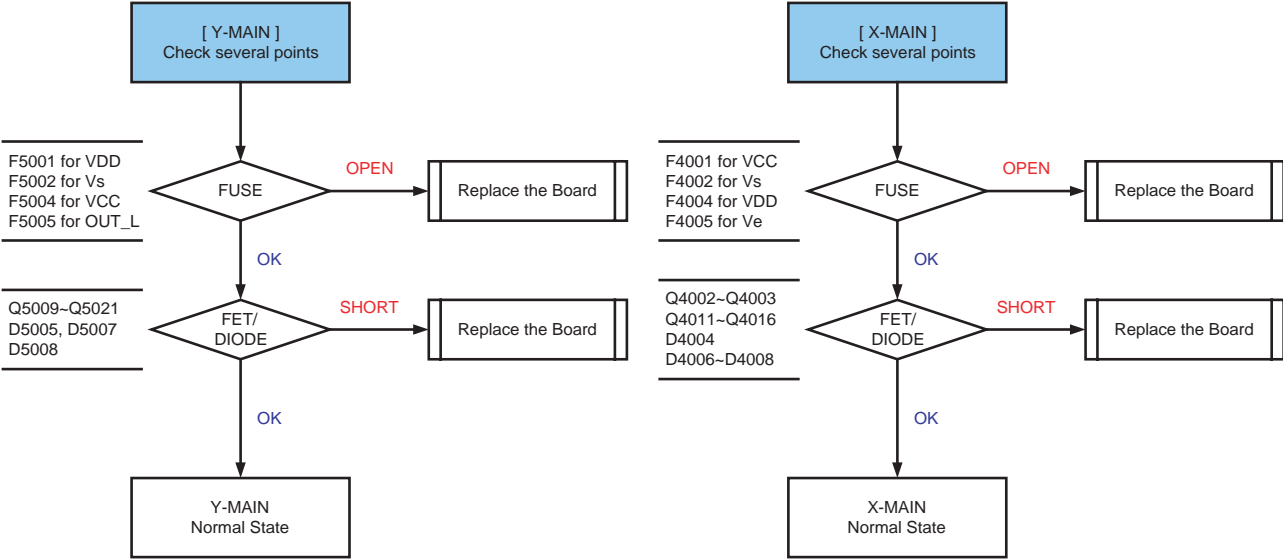 [ Y-MAIN ]
Check several points
F5001 for VDD
F5002 for Vs
F5004 for VCC
F5005 for OUT_L
FUSE
OPEN
Replace the Board
OK
Q5009~Q5021
D5005, D5007
D5008
FET/
DIODE
SHORT
Replace the Board
OK
Y-MAIN
Normal State
[ X-MAIN ]
Check several points
F4001 for VCC
F4002 for Vs
F4004 for VDD
F4005 for Ve
FUSE
OPEN
Replace the Board
OK
Q4002~Q4003
Q4011~Q4016
D4004
D4006~D4008
FET/
DIODE
SHORT
Replace the Board
OK
X-MAIN
Normal State